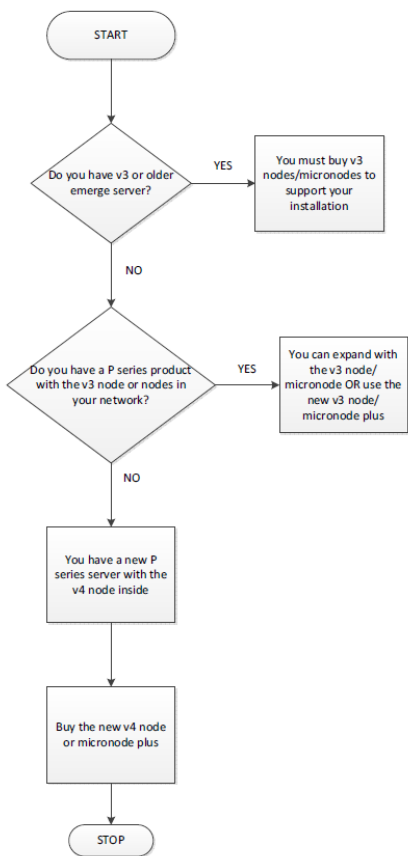 START
Do you have v3 or older
emerge server?
YES
You must buy v3
nodes/micronodes to
support your
installation
NO
Do you have a P series product
with the v3 node or nodes in
your network?
YES
You can expand with
the v3 node/
micronode OR use the
new v3 node/
micronode plus
NO
You have a new P
series server with the
v4 node inside
Buy the new v4 node
or micronode plus
STOP